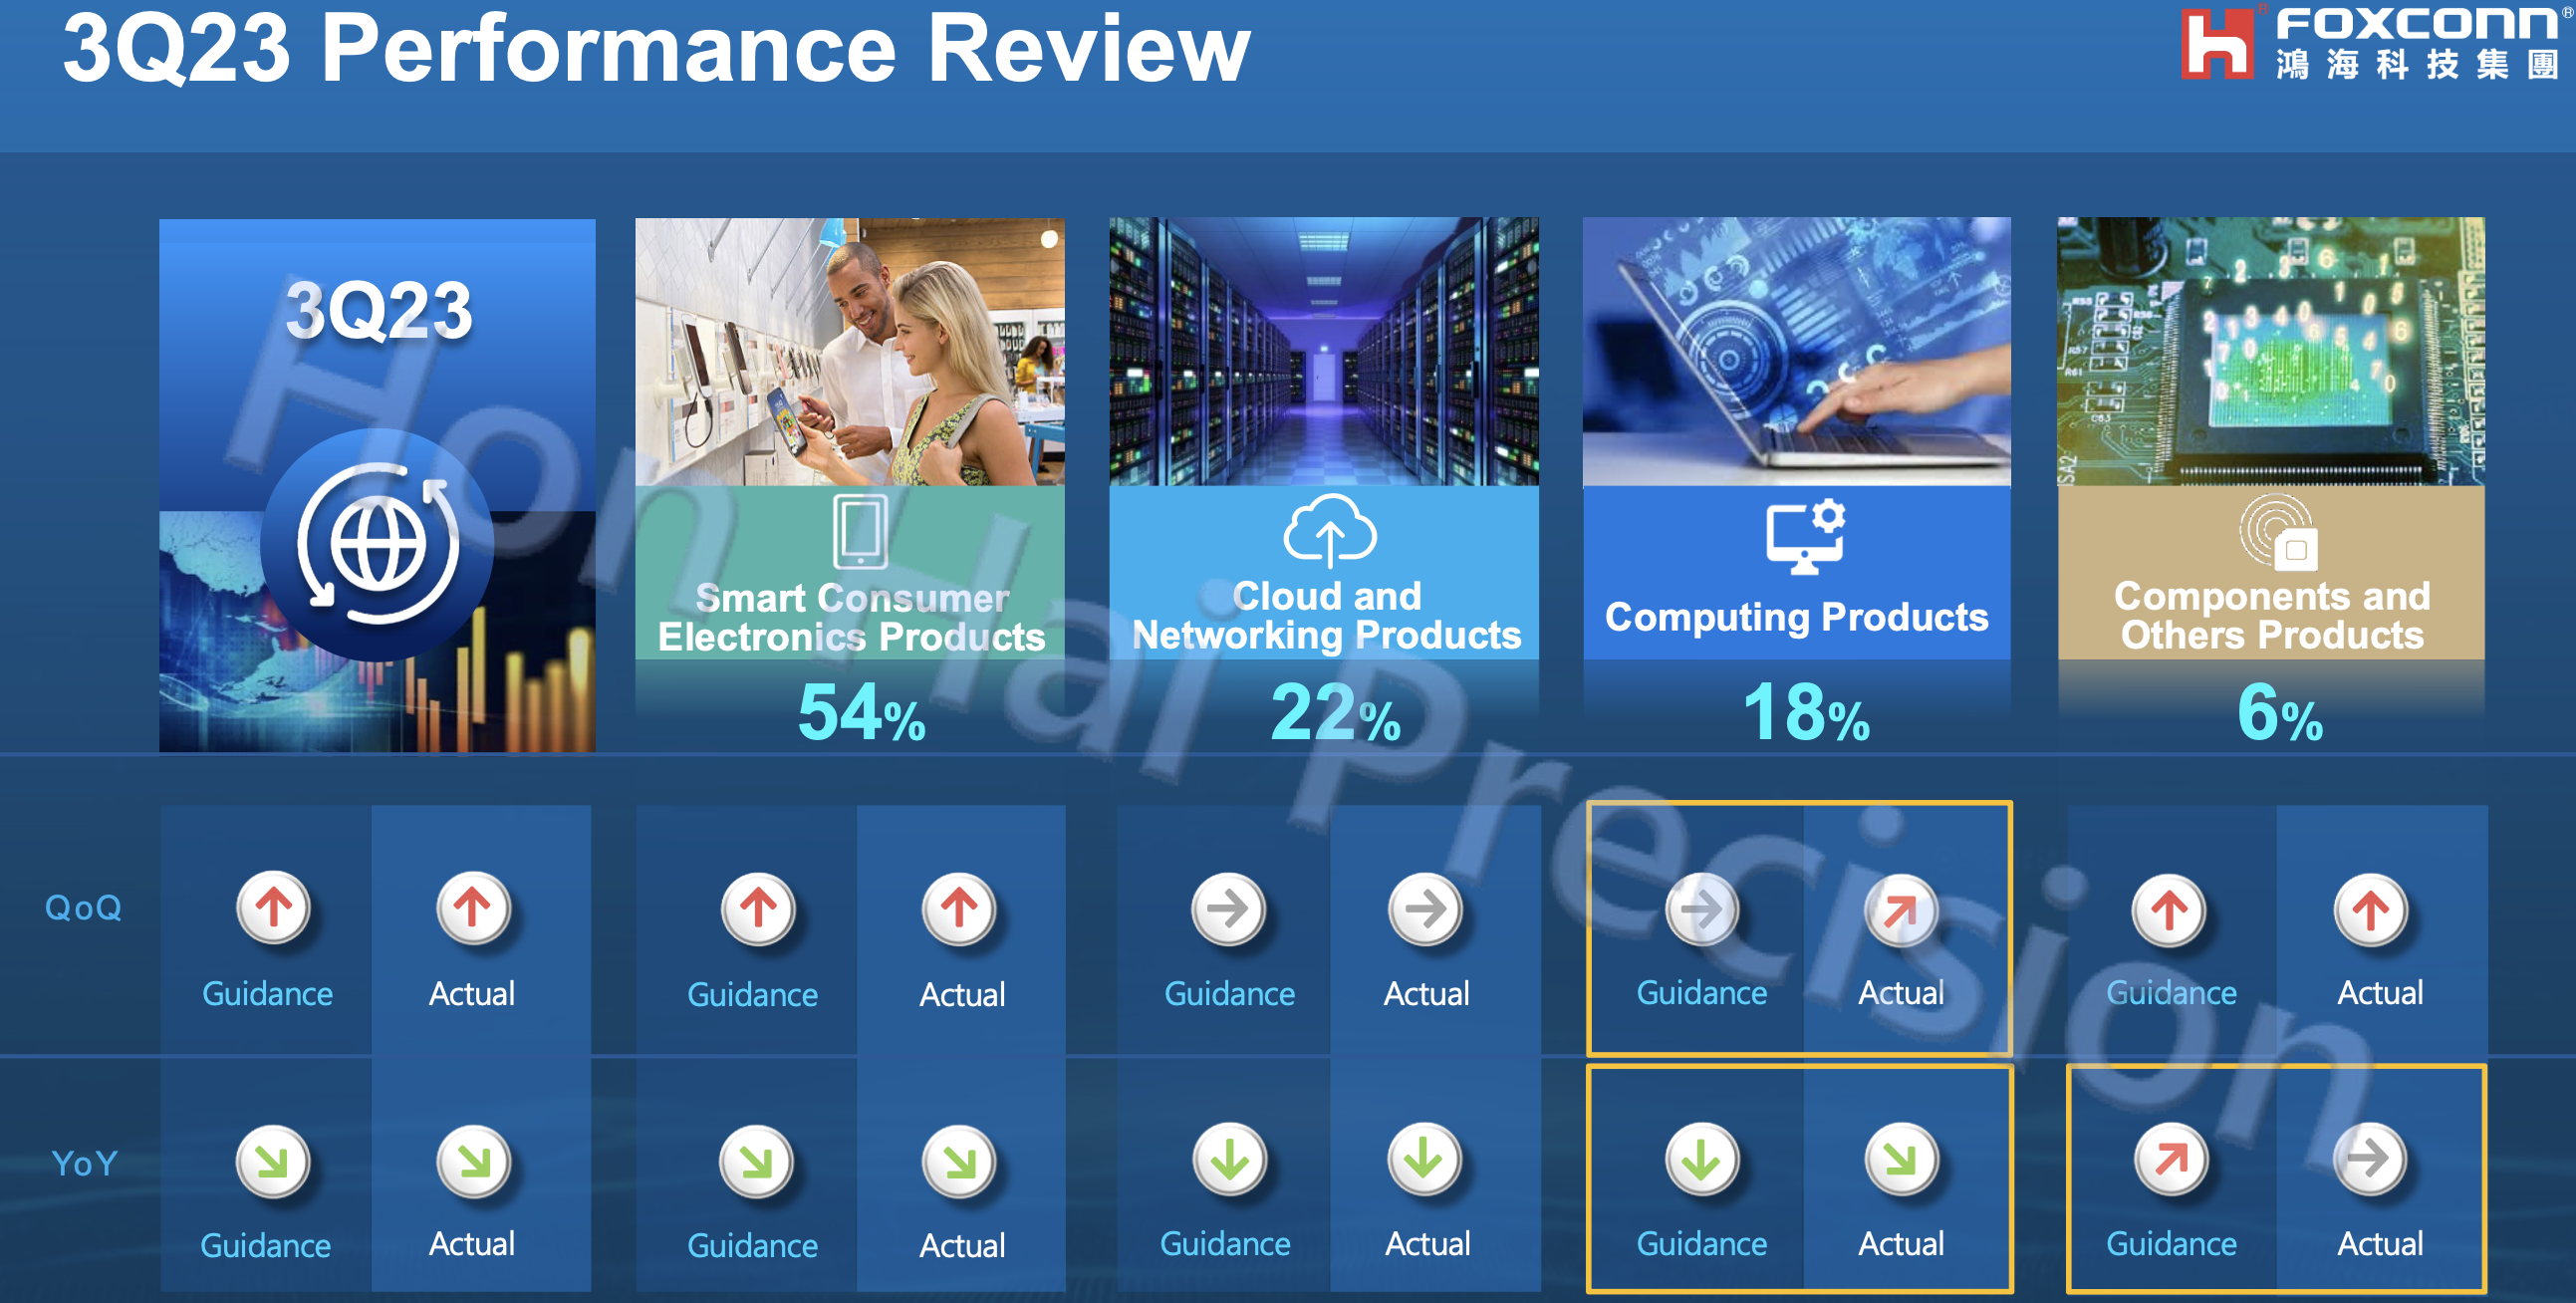 3Q23 Performance Review
FOXCONN®
鴻海科技集團
3Q23
Smart Consumer
Electronics Products
54%
Cloud and
Networking Products
22%
Computing Products
18%
Components and
Others Products
6%
QoQ
Guidance Actual
Guidance Actual
Guidance Actual
Guidance Actual
Guidance Actual
YoY
Guidance Actual
Guidance Actual
Guidance Actual
Guidance Actual
Guidance Actual
Hon Hai Precision